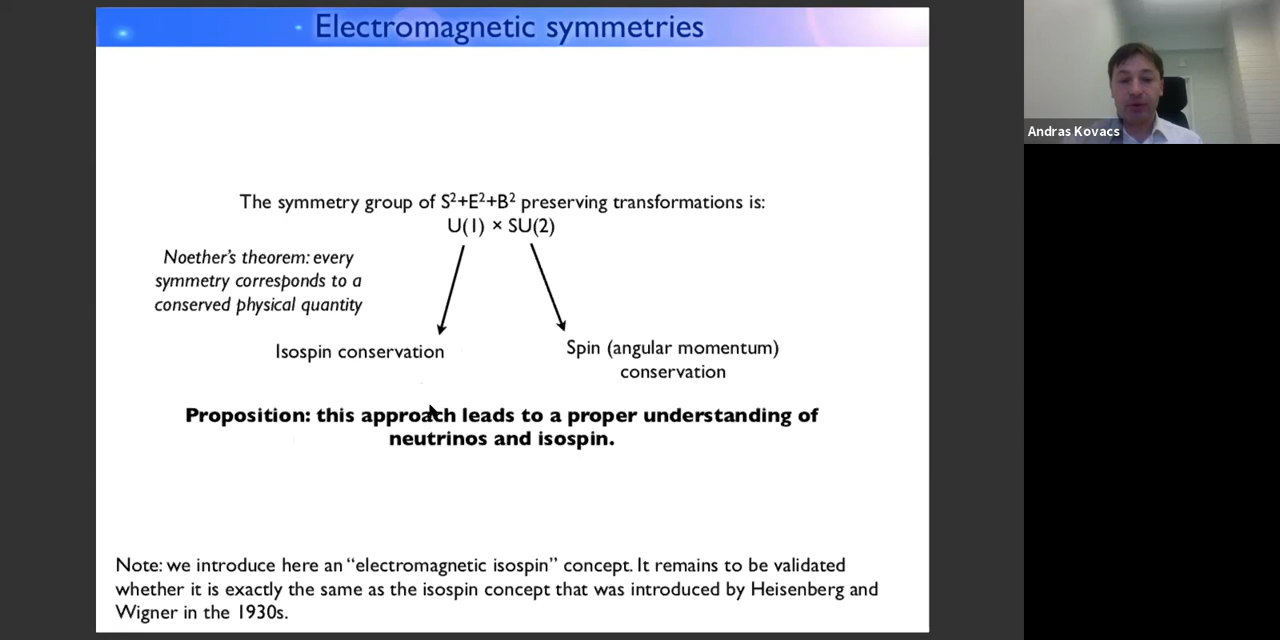 Electromagnetic symmetries
Andras Kovacs
The symmetry group of S²+E²+B² preserving transformations is:
U(1) × SU(2)
Noether's theorem: every
symmetry corresponds to a
conserved physical quantity
Isospin conservation
Spin (angular momentum)
conservation
Proposition: this approach leads to a proper understanding of
neutrinos and isospin.
Note: we introduce here an “electromagnetic isospin” concept. It remains to be validated
whether it is exactly the same as the isospin concept that was introduced by Heisenberg and
Wigner in the 1930s.